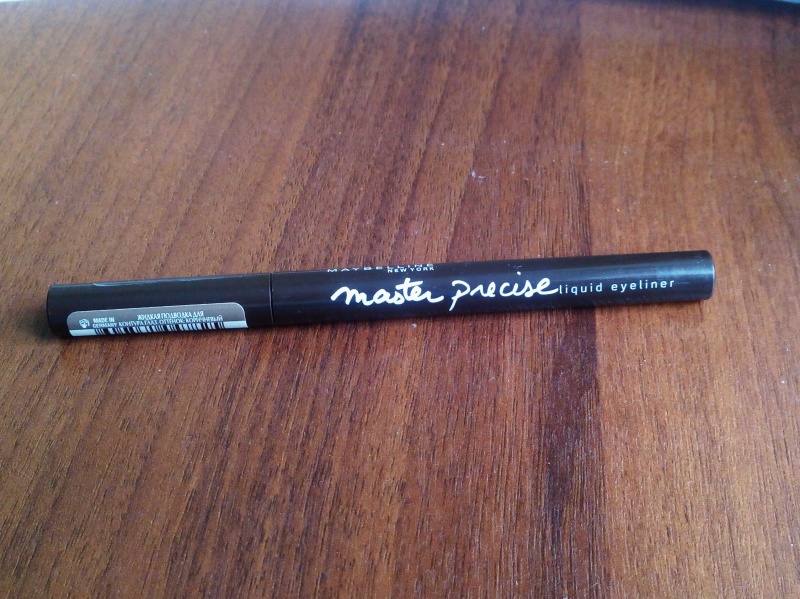 MAYBELLINE
NEW YORK
master precise liquid eyeliner
MADE IN ЖИДКАЯ ПОДВОДКА ДЛЯ
GERMANY КОНТУРА ГЛАЗ. ОТТЕНОК: КОРИЧНЕВЫЙ